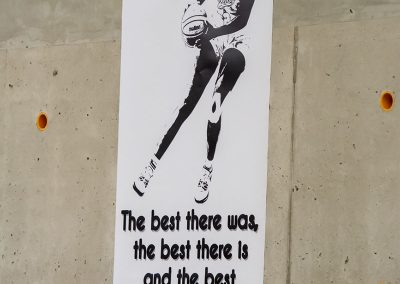 The best there was,
the best there is
and the best